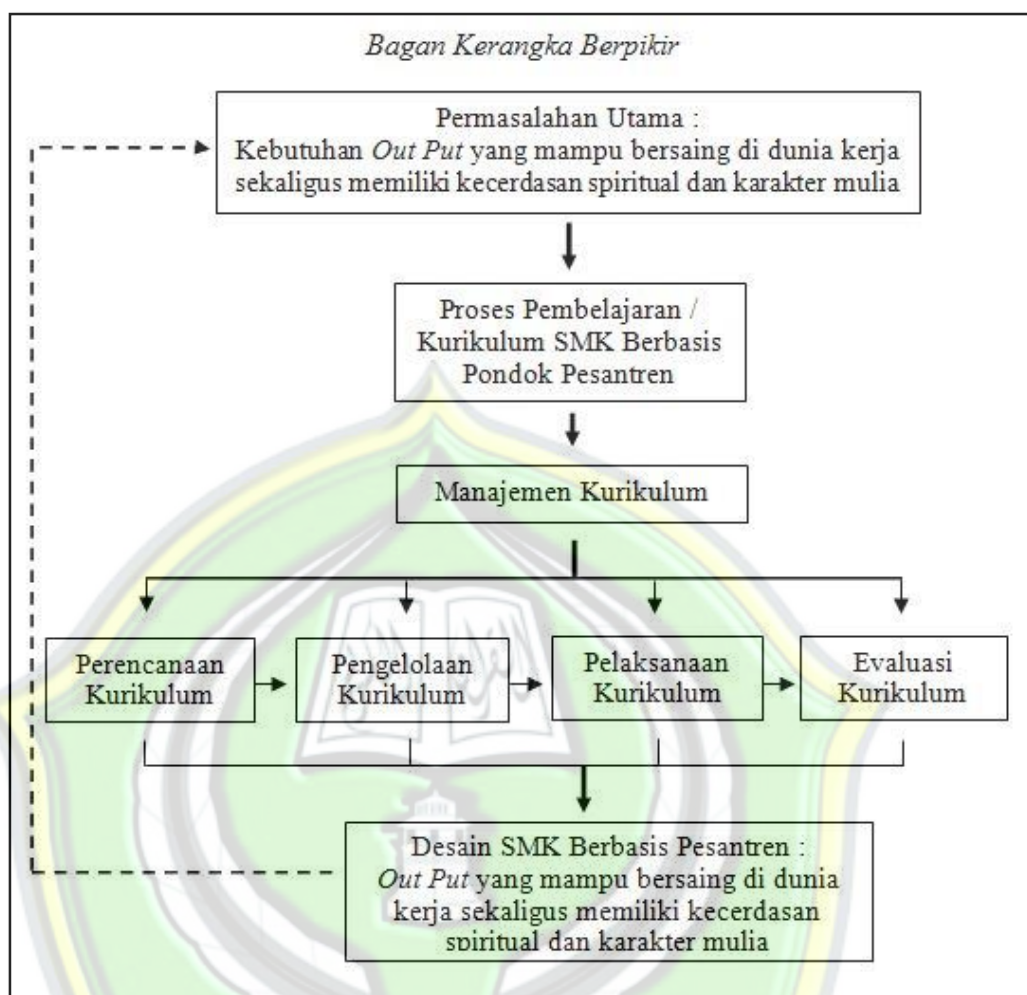 Bagan Kerangka Berpikir
Permasalahan Utama :
Kebutuhan Out Put yang mampu bersaing di dunia kerja
sekaligus memiliki kecerdasan spiritual dan karakter mulia
Proses Pembelajaran /
Kurikulum SMK Berbasis
Pondok Pesantren
Manajemen Kurikulum
Perencanaan
Kurikulum
Pengelolaan
Kurikulum
Pelaksanaan
Kurikulum
Evaluasi
Kurikulum
Desain SMK Berbasis Pesantren :
Out Put yang mampu bersaing di dunia
kerja sekaligus memiliki kecerdasan
spiritual dan karakter mulia